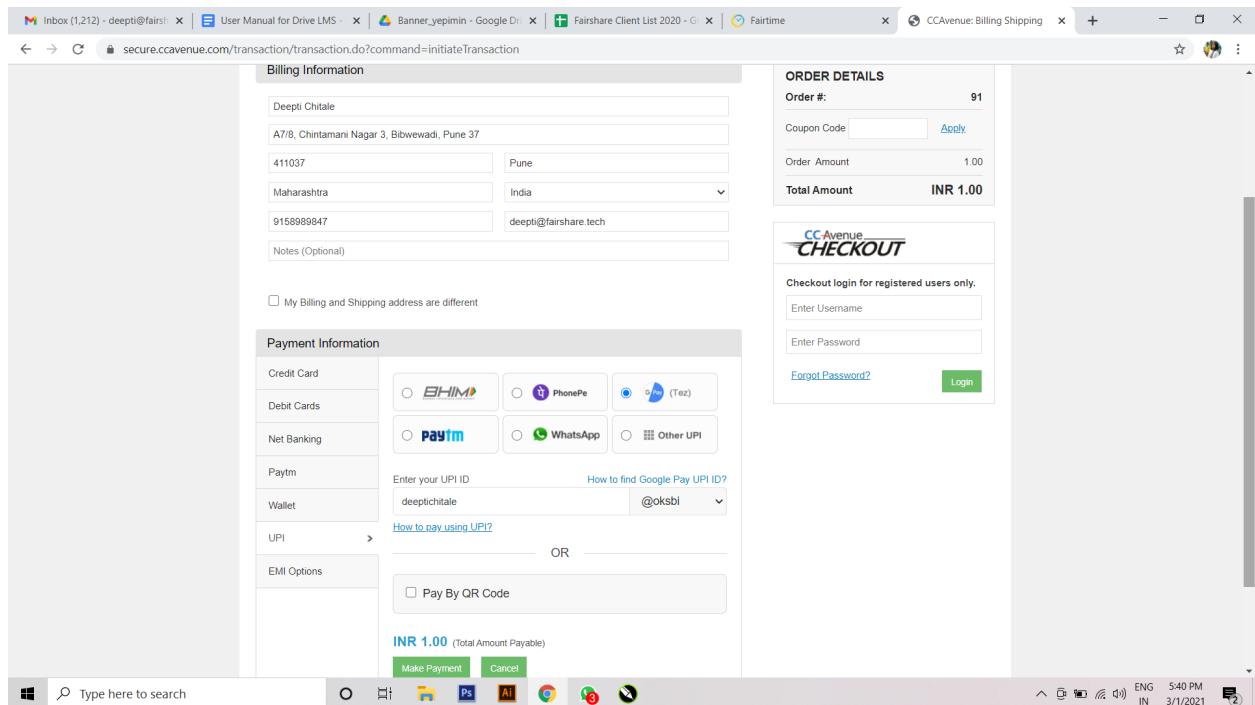 Inbox (1,212) - deepti@fairsh
User Manual for Drive LMS -
Banner_yepimin - Google Dri
Fairshare Client List 2020 - G
Fairtime
CCAvenue: Billing Shipping
secure.ccavenue.com/transaction/transaction.do?command=initiateTransaction
Billing Information
Deepti Chitale
A7/8, Chintamani Nagar 3, Bibwewadi, Pune 37
411037
Pune
Maharashtra
India
9158989847
deepti@fairshare.tech
Notes (Optional)
My Billing and Shipping address are different
ORDER DETAILS
Order #: 91
Coupon Code Apply
Order Amount 1.00
Total Amount INR 1.00
CCAvenue
CHECKOUT
Checkout login for registered users only.
Enter Username
Enter Password
Forgot Password?
Login
Payment Information
Credit Card
Debit Cards
Net Banking
Paytm
Wallet
UPI
EMI Options
BHIM
PhonePe
G Pay (Tez)
Paytm
WhatsApp
Other UPI
Enter your UPI ID
How to find Google Pay UPI ID?
deeptichitale
@oksbi
How to pay using UPI?
OR
Pay By QR Code
INR 1.00 (Total Amount Payable)
Make Payment
Cancel
Type here to search
Ps
Ai
3
ENG
IN
5:40 PM
3/1/2021
2